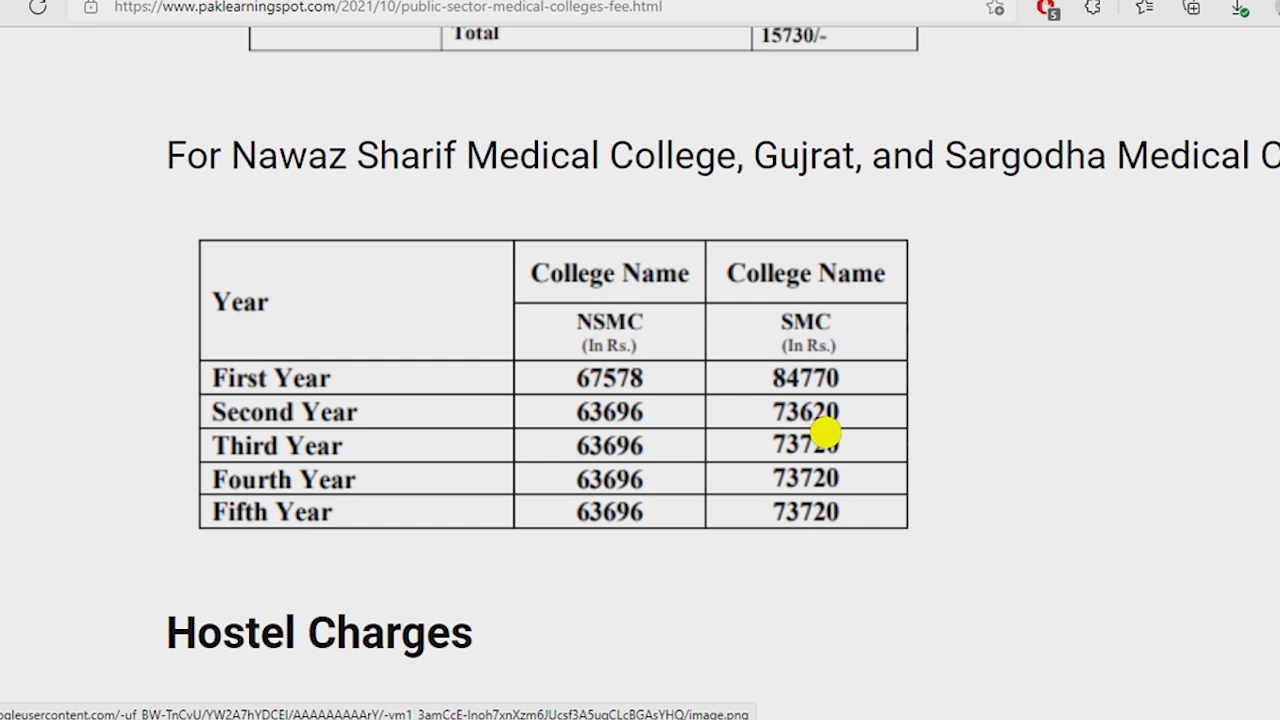 https://www.paklearningspot.com/2021/10/public-sector-medical-colleges-fee.html
5
Total 15730/-
For Nawaz Sharif Medical College, Gujrat, and Sargodha Medical C
Year College Name College Name
NSMC SMC
(In Rs.) (In Rs.)
First Year 67578 84770
Second Year 63696 73620
Third Year 63696 73720
Fourth Year 63696 73720
Fifth Year 63696 73720
Hostel Charges